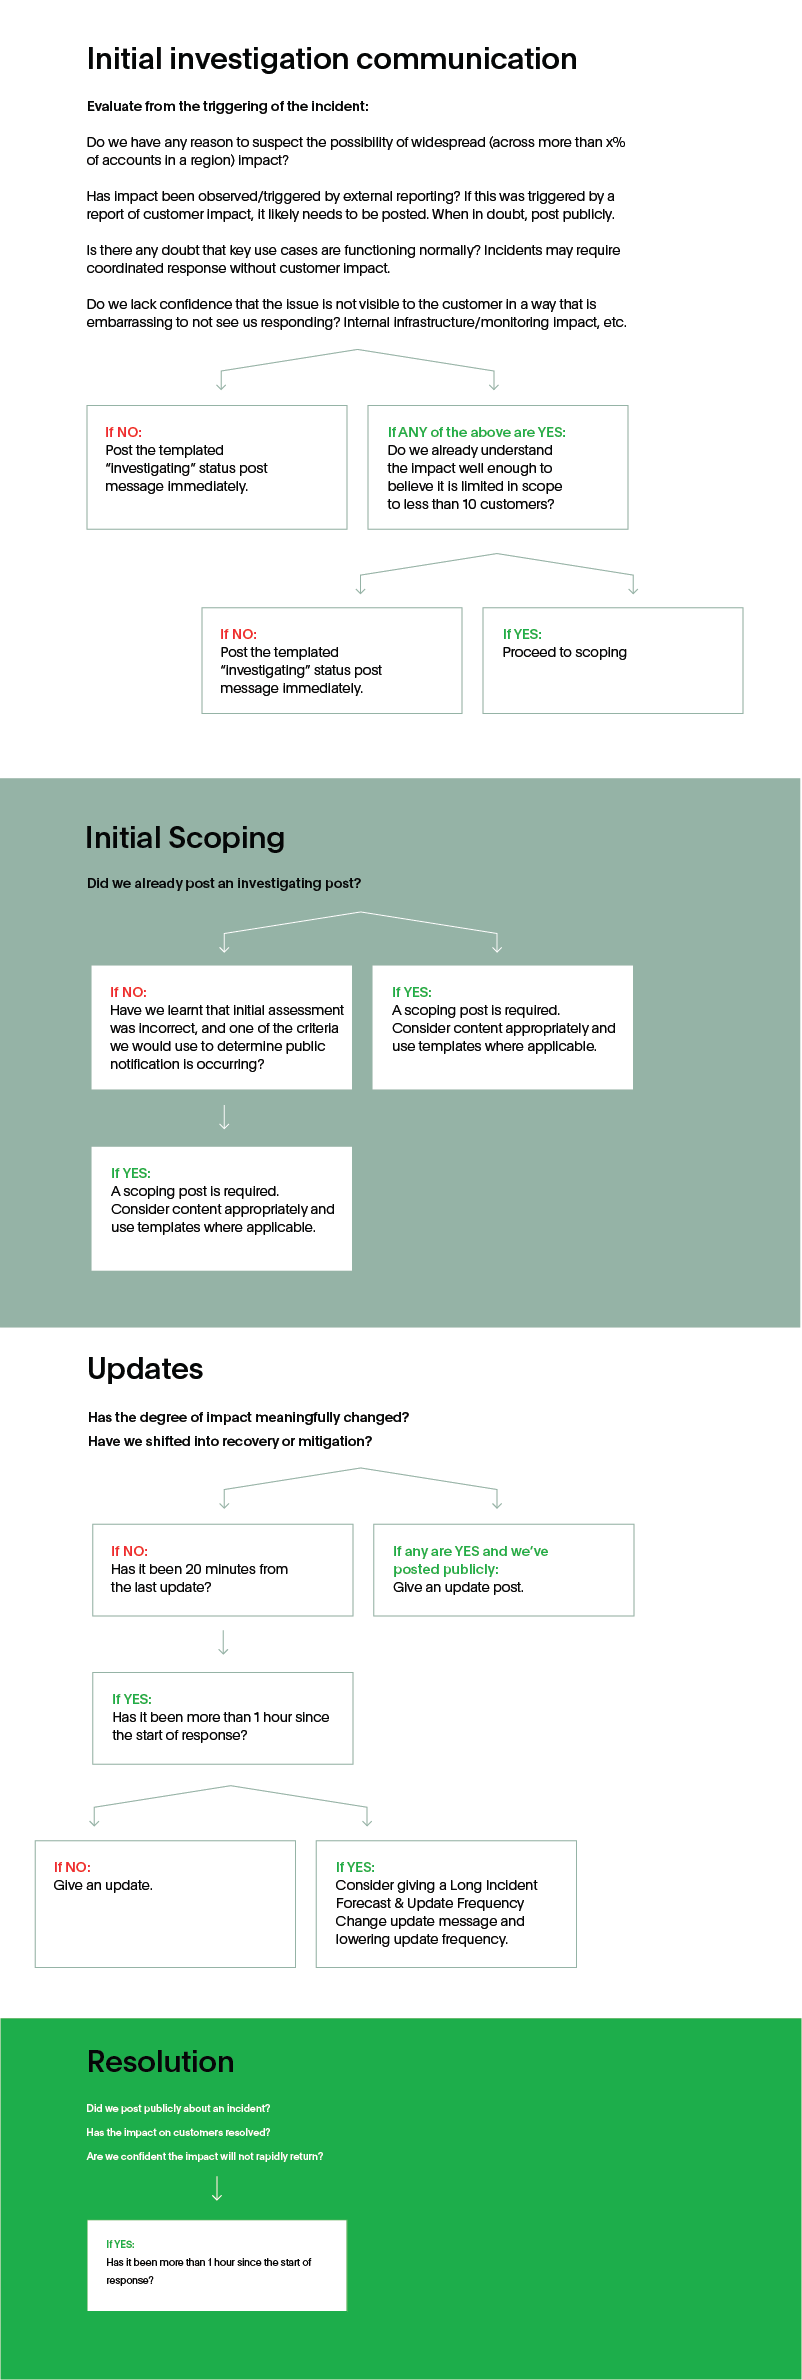 Initial investigation communication
Evaluate from the triggering of the incident:
Do we have any reason to suspect the possibility of widespread (across more than x%
of accounts in a region) impact?
Has impact been observed/triggered by external reporting? If this was triggered by a
report of customer impact, it likely needs to be posted. When in doubt, post publicly.
Is there any doubt that key use cases are functioning normally? Incidents may require
coordinated response without customer impact.
Do we lack confidence that the issue is not visible to the customer in a way that is
embarrassing to not see us responding? Internal infrastructure/monitoring impact, etc.
If NO:
Post the templated
“investigating” status post
message immediately.
If ANY of the above are YES:
Do we already understand
the impact well enough to
believe it is limited in scope
to less than 10 customers?
If NO:
Post the templated
“investigating” status post
message immediately.
If YES:
Proceed to scoping
Initial Scoping
Did we already post an investigating post?
If NO:
Have we learnt that initial assessment
was incorrect, and one of the criteria
we would use to determine public
notification is occurring?
If YES:
A scoping post is required.
Consider content appropriately and
use templates where applicable.
If YES:
A scoping post is required.
Consider content appropriately and
use templates where applicable.
Updates
Has the degree of impact meaningfully changed?
Have we shifted into recovery or mitigation?
If NO:
Has it been 20 minutes from
the last update?
If any are YES and we’ve
posted publicly:
Give an update post.
If YES:
Has it been more than 1 hour since
the start of response?
If NO:
Give an update.
If YES:
Consider giving a Long Incident
Forecast & Update Frequency
Change update message and
lowering update frequency.
Resolution
Did we post publicly about an incident?
Has the impact on customers resolved?
Are we confident the impact will not rapidly return?
If YES:
Has it been more than 1 hour since the start of
response?